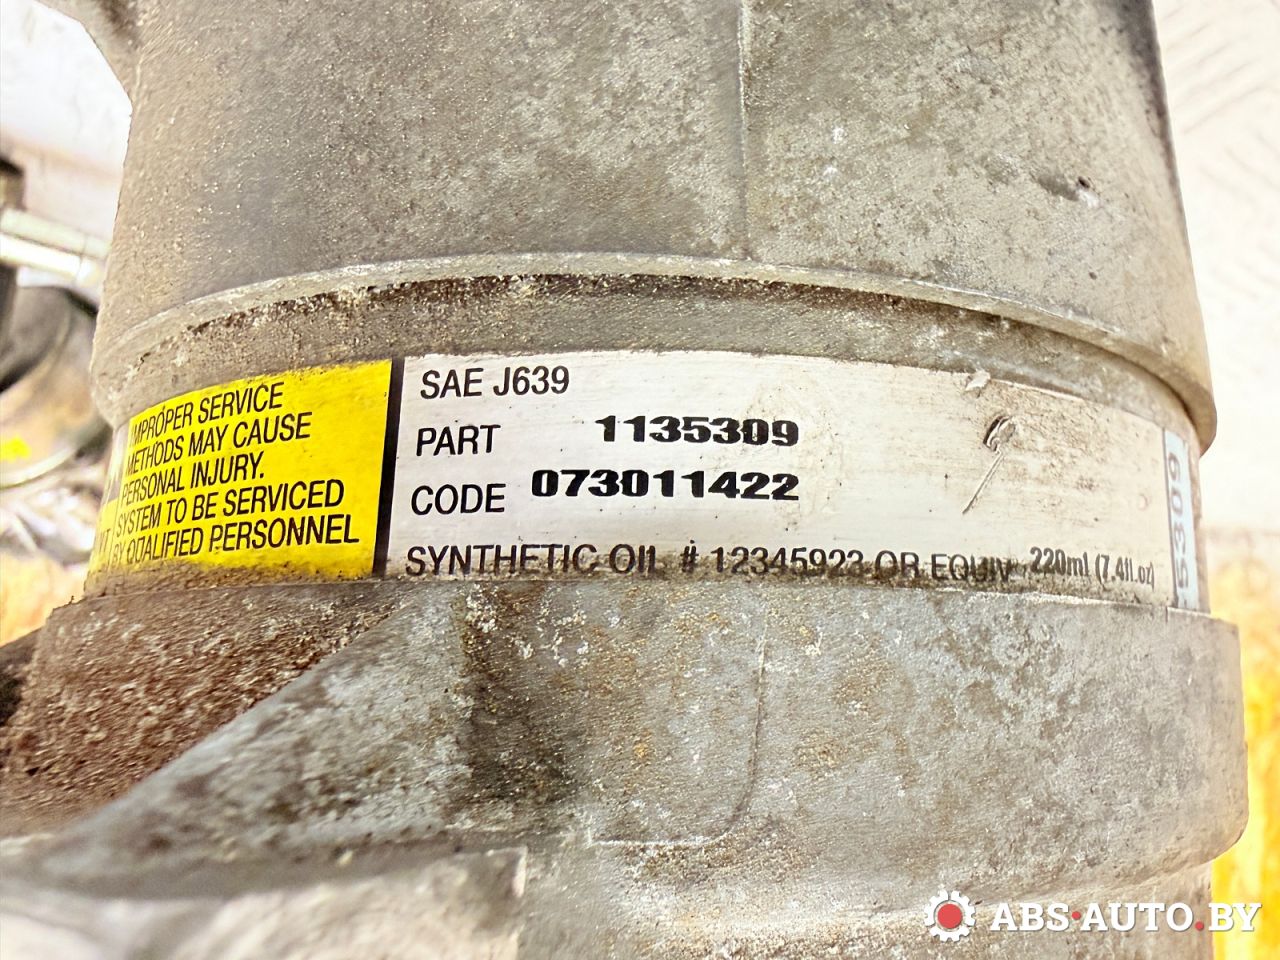 IMPROPER SERVICE
METHODS MAY CAUSE
PERSONAL INJURY.
SYSTEM TO BE SERVICED
BY QUALIFIED PERSONNEL
SAE J639
PART 1135309
CODE 073011422
SYNTHETIC OIL # 12345923 OR EQUIV 220ml (7.4fl.oz)
5309
ABS-AUTO.BY